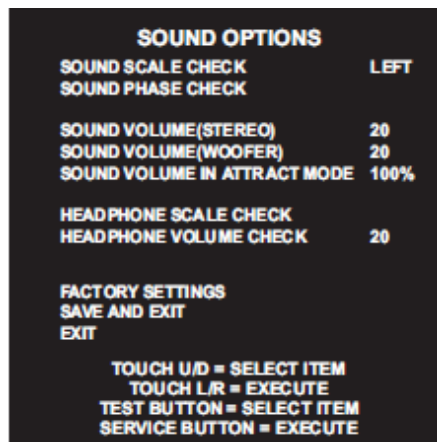 SOUND OPTIONS
SOUND SCALE CHECK LEFT
SOUND PHASE CHECK
SOUND VOLUME(STEREO) 20
SOUND VOLUME(WOOFER) 20
SOUND VOLUME IN ATTRACT MODE 100%
HEADPHONE SCALE CHECK
HEADPHONE VOLUME CHECK 20
FACTORY SETTINGS
SAVE AND EXIT
EXIT
TOUCH U/D = SELECT ITEM
TOUCH L/R = EXECUTE
TEST BUTTON = SELECT ITEM
SERVICE BUTTON = EXECUTE